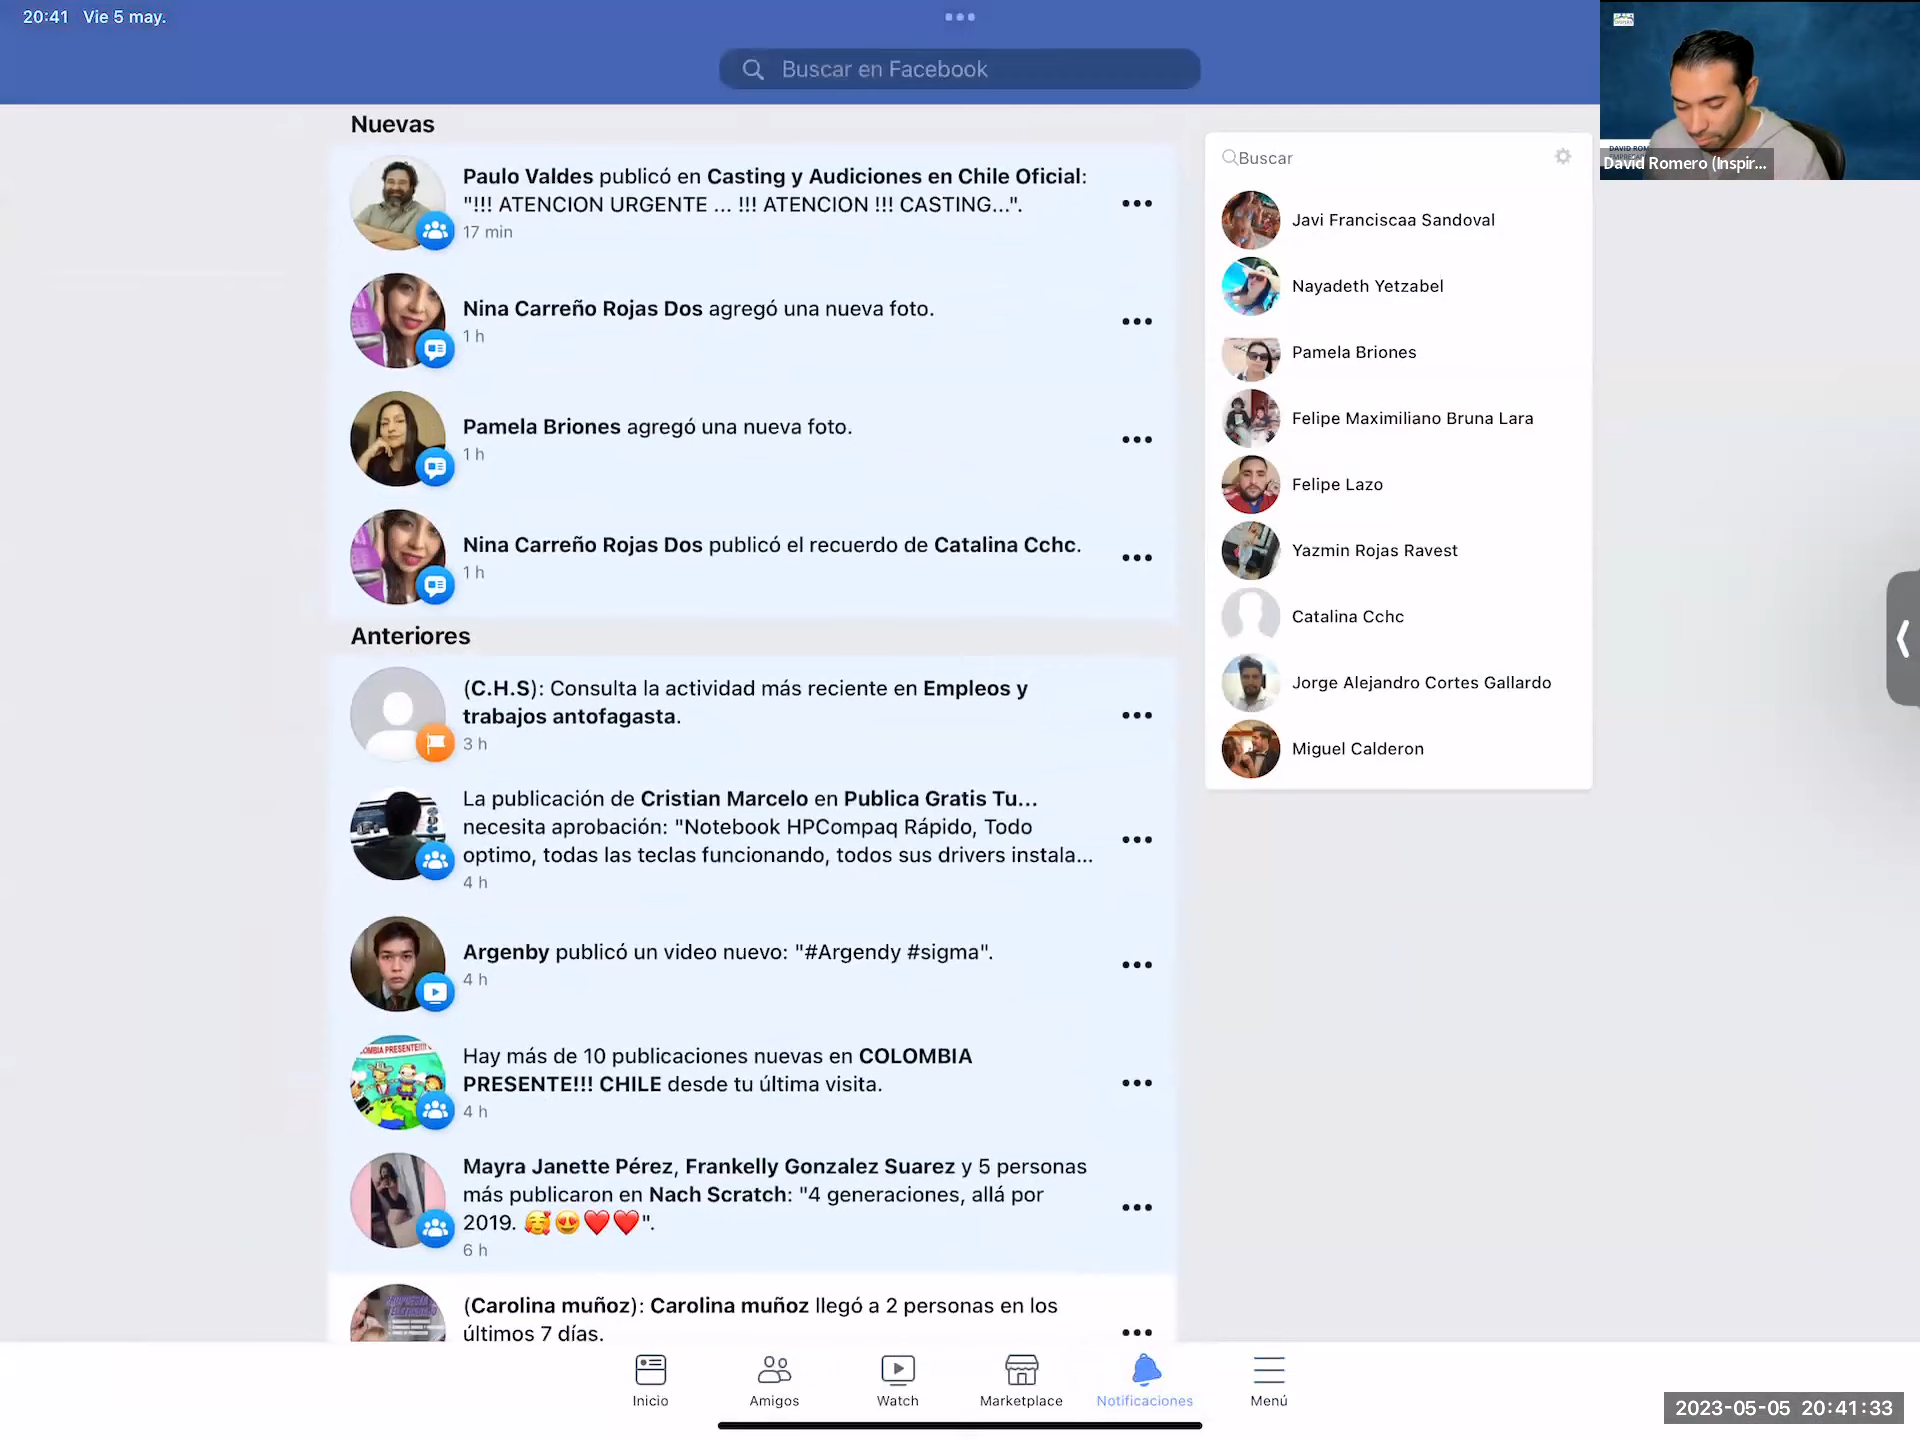 20:41 Vie 5 may.
Buscar en Facebook
Nuevas
Paulo Valdes publicó en Casting y Audiciones en Chile Oficial:
"!!! ATENCION URGENTE ... !!! ATENCION !!! CASTING...".
17 min
Nina Carreño Rojas Dos agregó una nueva foto.
1 h
Pamela Briones agregó una nueva foto.
1 h
Nina Carreño Rojas Dos publicó el recuerdo de Catalina Cchc.
1 h
Anteriores
(C.H.S): Consulta la actividad más reciente en Empleos y
trabajos antofagasta.
3 h
La publicación de Cristian Marcelo en Publica Gratis Tu...
necesita aprobación: "Notebook HPCompaq Rápido, Todo
optimo, todas las teclas funcionando, todos sus drivers instala...
4 h
Argenby publicó un video nuevo: "#Argendy #sigma".
4 h
Hay más de 10 publicaciones nuevas en COLOMBIA
PRESENTE!!! CHILE desde tu última visita.
4 h
Mayra Janette Pérez, Frankelly Gonzalez Suarez y 5 personas
más publicaron en Nach Scratch: "4 generaciones, allá por
2019. 🥰😍❤️❤️".
6 h
(Carolina muñoz): Carolina muñoz llegó a 2 personas en los
últimos 7 días.
Buscar
Javi Franciscaa Sandoval
Nayadeth Yetzabel
Pamela Briones
Felipe Maximiliano Bruna Lara
Felipe Lazo
Yazmin Rojas Ravest
Catalina Cchc
Jorge Alejandro Cortes Gallardo
Miguel Calderon
DAVID ROM
David Romero (Inspir...
Inicio
Amigos
Watch
Marketplace
Notificaciones
Menú
2023-05-05 20:41:33